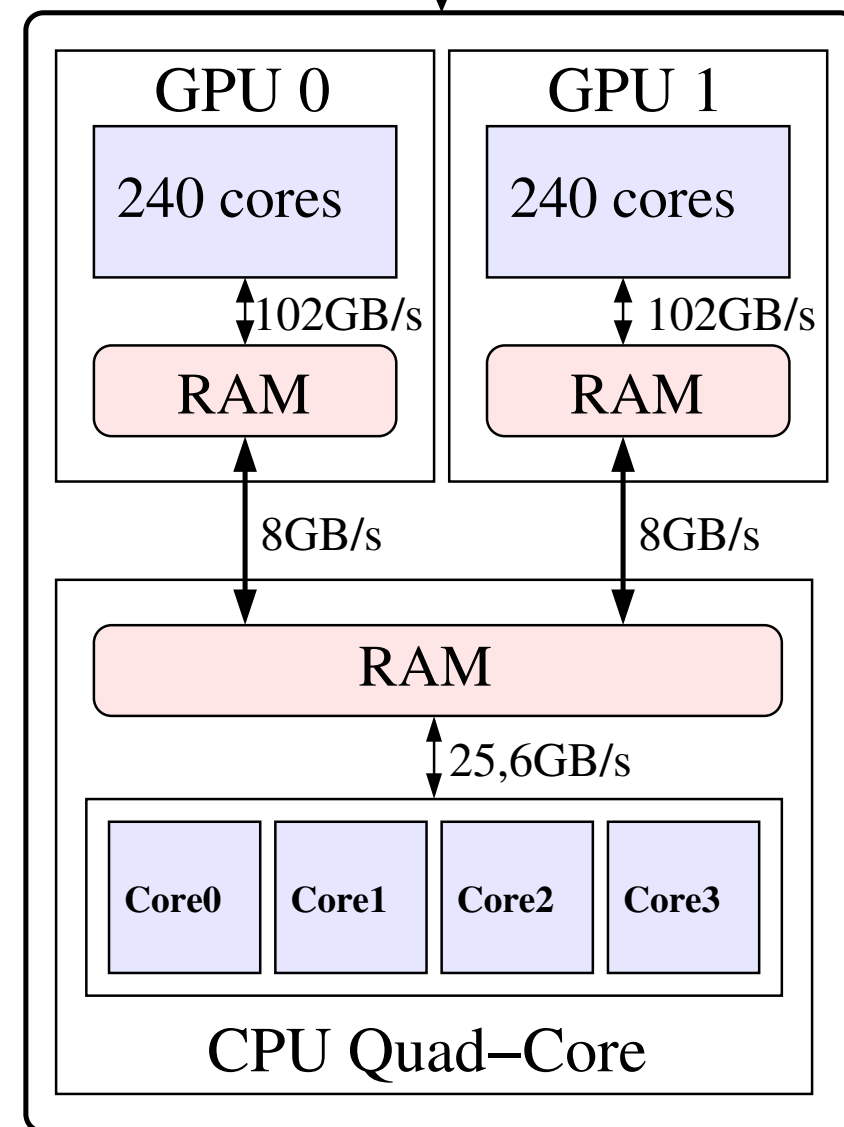 GPU 0
GPU 1
240 cores
240 cores
102GB/s
102GB/s
RAM
RAM
8GB/s
8GB/s
RAM
25,6GB/s
Core0
Core1
Core2
Core3
CPU Quad−Core